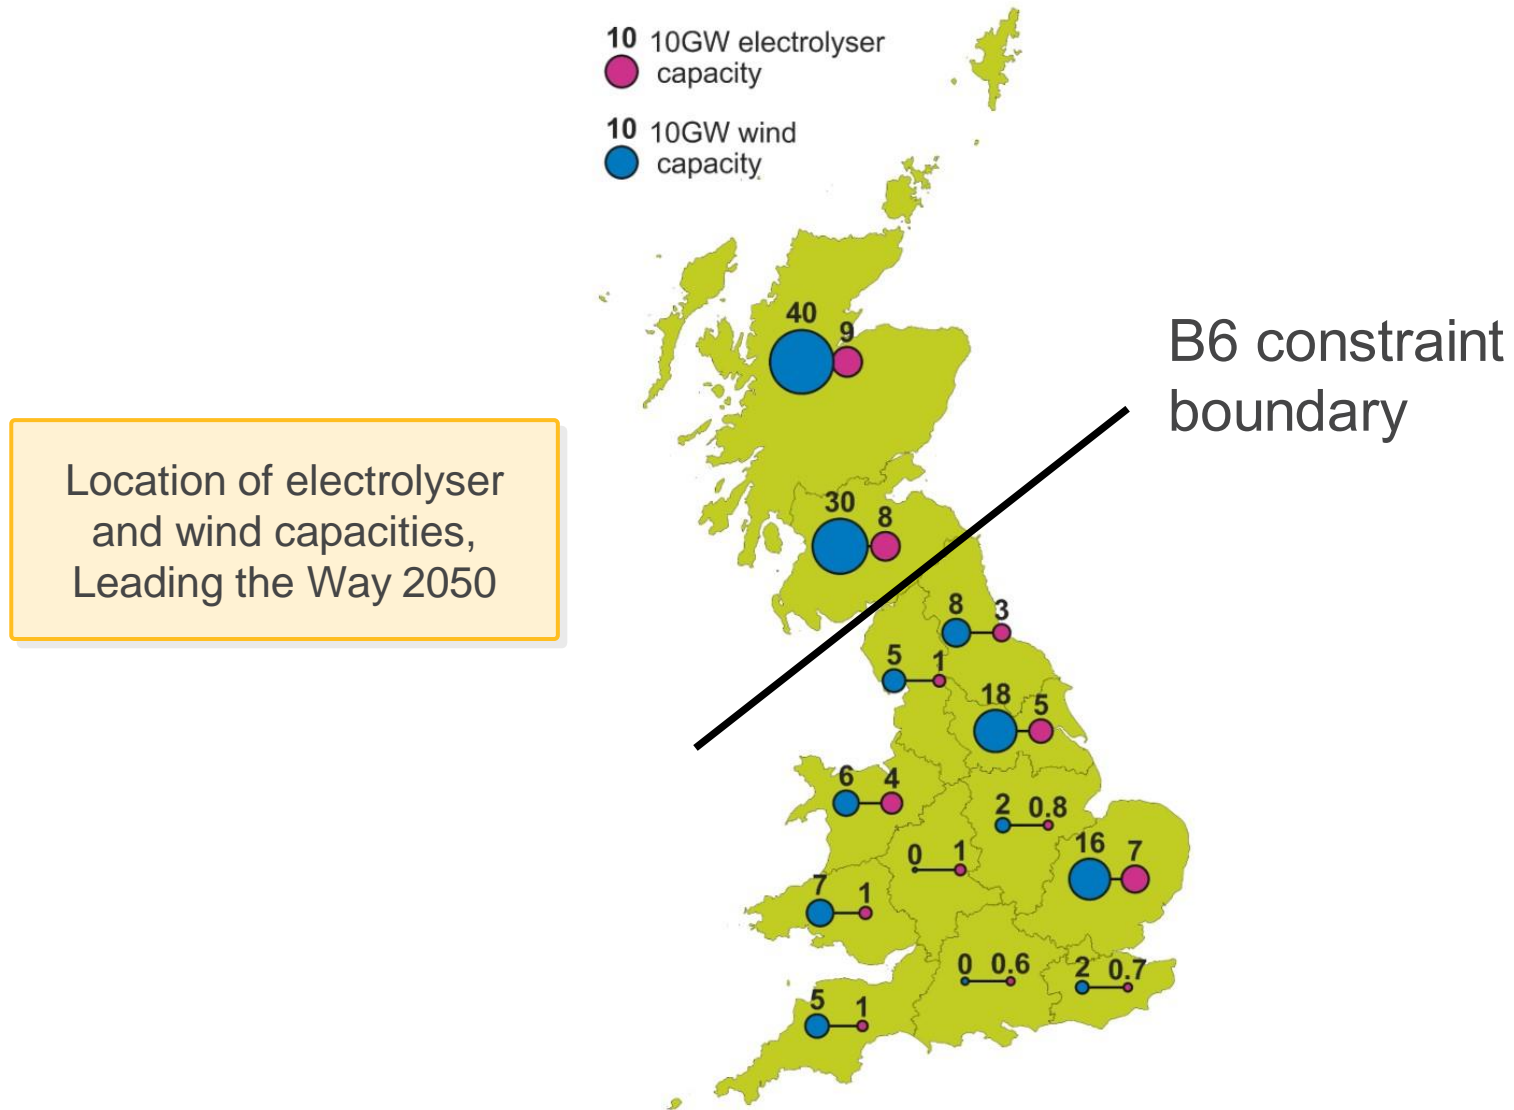 10 10GW electrolyser
capacity
10 10GW wind
capacity
40
9
B6 constraint
boundary
Location of electrolyser
and wind capacities,
Leading the Way 2050
30
8
8
3
5
1
18
5
6
4
2 0.8
0
1
16
7
7
1
0 0.6
2 0.7
5
1